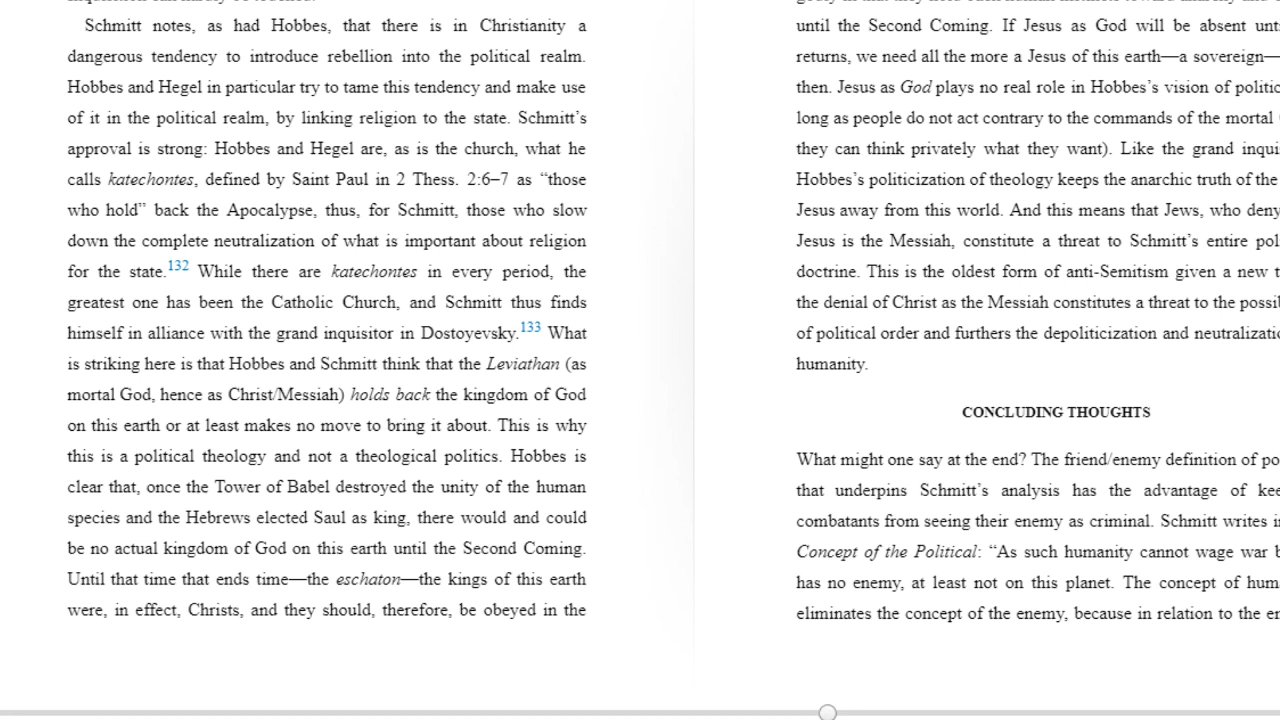 Schmitt notes, as had Hobbes, that there is in Christianity a
dangerous tendency to introduce rebellion into the political realm.
Hobbes and Hegel in particular try to tame this tendency and make use
of it in the political realm, by linking religion to the state. Schmitt’s
approval is strong: Hobbes and Hegel are, as is the church, what he
calls katechontes, defined by Saint Paul in 2 Thess. 2:6–7 as “those
who hold” back the Apocalypse, thus, for Schmitt, those who slow
down the complete neutralization of what is important about religion
for the state.132 While there are katechontes in every period, the
greatest one has been the Catholic Church, and Schmitt thus finds
himself in alliance with the grand inquisitor in Dostoyevsky.133 What
is striking here is that Hobbes and Schmitt think that the Leviathan (as
mortal God, hence as Christ/Messiah) holds back the kingdom of God
on this earth or at least makes no move to bring it about. This is why
this is a political theology and not a theological politics. Hobbes is
clear that, once the Tower of Babel destroyed the unity of the human
species and the Hebrews elected Saul as king, there would and could
be no actual kingdom of God on this earth until the Second Coming.
Until that time that ends time—the eschaton—the kings of this earth
were, in effect, Christs, and they should, therefore, be obeyed in the
until the Second Coming. If Jesus as God will be absent
returns, we need all the more a Jesus of this earth—a sovereign—
then. Jesus as God plays no real role in Hobbes’s vision of
long as people do not act contrary to the commands of the mortal
they can think privately what they want). Like the grand
Hobbes’s politicization of theology keeps the anarchic truth of the
Jesus away from this world. And this means that Jews, who
Jesus is the Messiah, constitute a threat to Schmitt’s entire
doctrine. This is the oldest form of anti-Semitism given a new
the denial of Christ as the Messiah constitutes a threat to the
of political order and furthers the depoliticization and
humanity.
CONCLUDING THOUGHTS
What might one say at the end? The friend/enemy definition of
that underpins Schmitt’s analysis has the advantage of
combatants from seeing their enemy as criminal. Schmitt writes
Concept of the Political: “As such humanity cannot wage war
has no enemy, at least not on this planet. The concept of
eliminates the concept of the enemy, because in relation to the